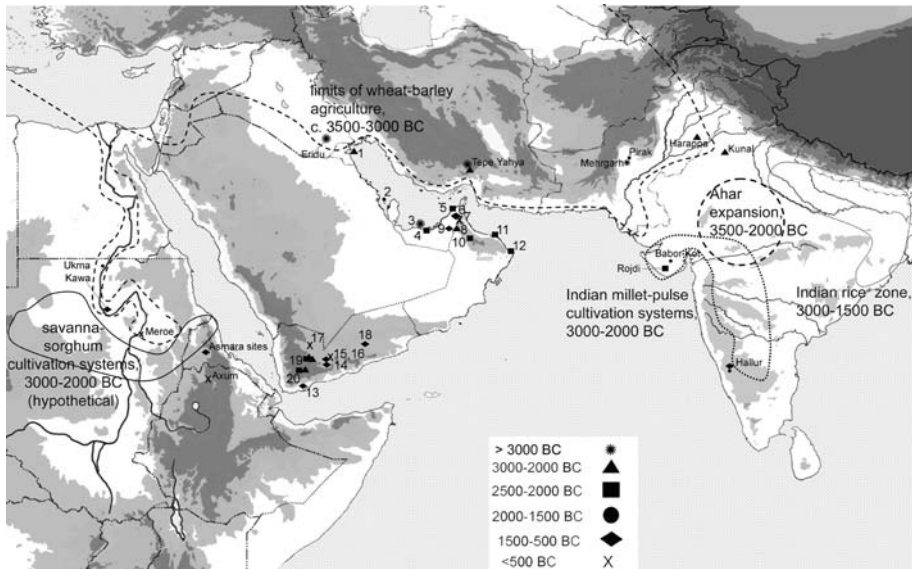 limits of wheat-barley
agriculture,
c. 3500-3000 BC
Eridu
1
Tepe Yahya
Mehrgarh
Pirak
Harappa
Kunal
2
3
4
5
6
8
9
10
11
12
Ahar
expansion,
3500-2000 BC
Ukma
Kawa
Babor Kot
Rojdi
Indian millet-pulse
cultivation systems,
3000-2000 BC
Indian rice zone,
3000-1500 BC
Meroe
savanna-
sorghum
cultivation systems,
3000-2000 BC
(hypothetical)
Asmara sites
Axum
17
18
19
15
16
14
20
13
Hallur
> 3000 BC
3000-2000 BC
2500-2000 BC
2000-1500 BC
1500-500 BC
<500 BC